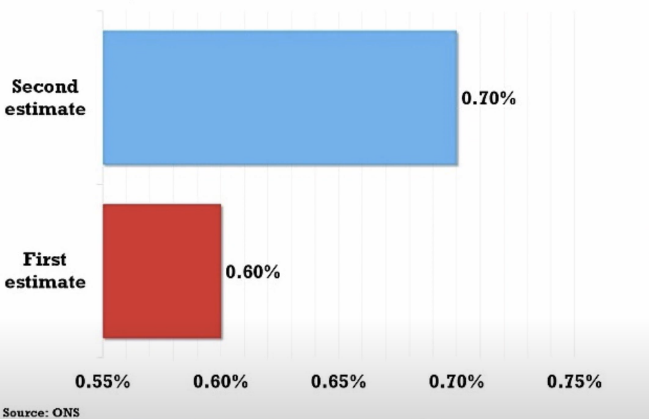 Second
estimate
0.70%
First
estimate
0.60%
0.55%
0.60%
0.65%
0.70%
0.75%
Source: ONS